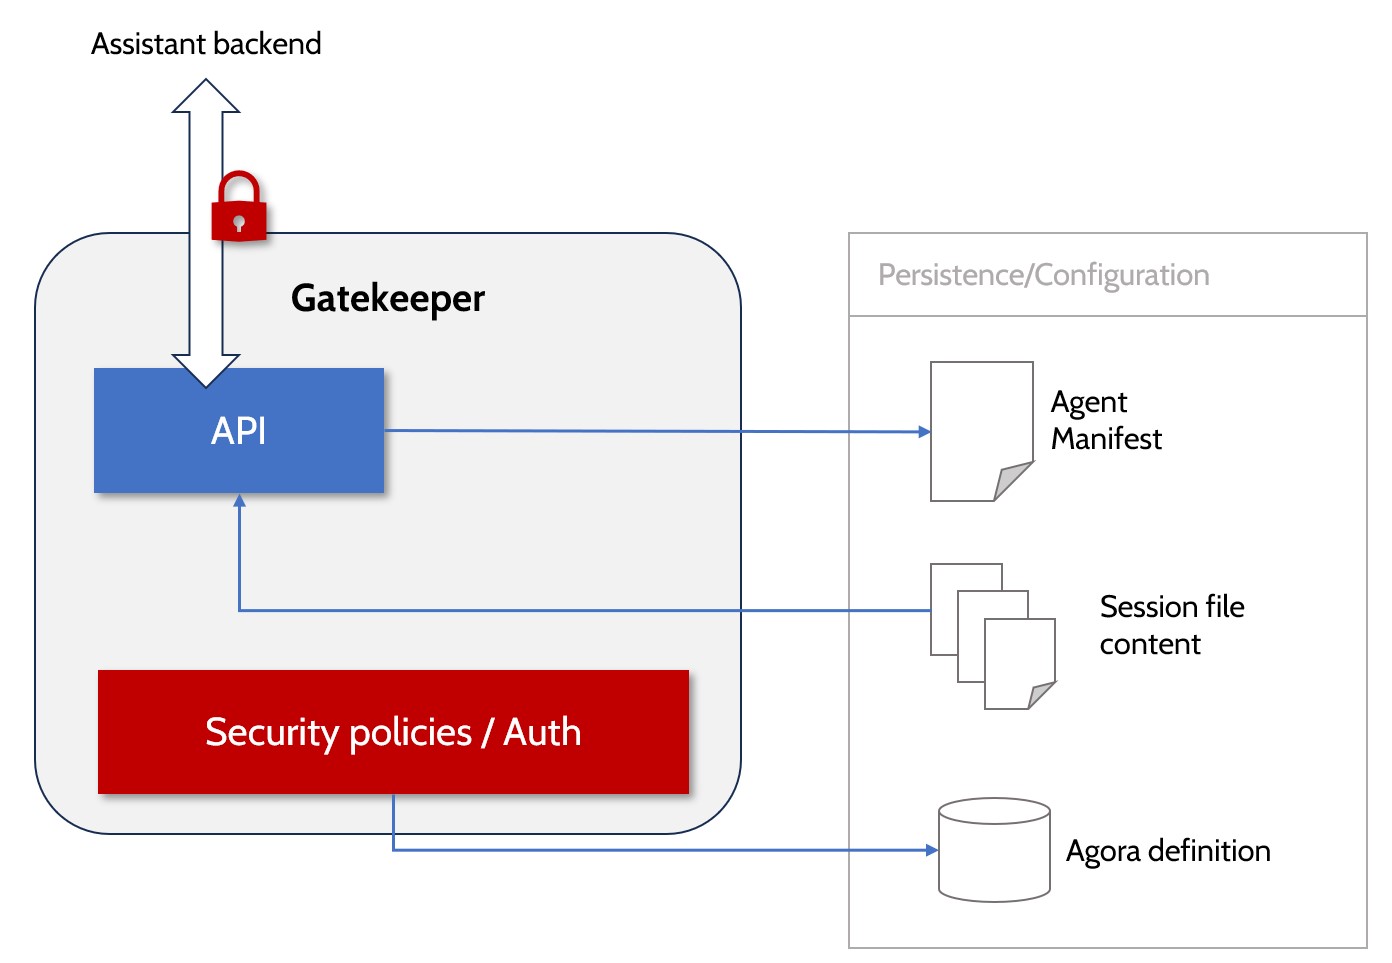 Assistant backend
Gatekeeper
Persistence/Configuration
API
Agent
Manifest
Session file
content
Security policies / Auth
Agora definition